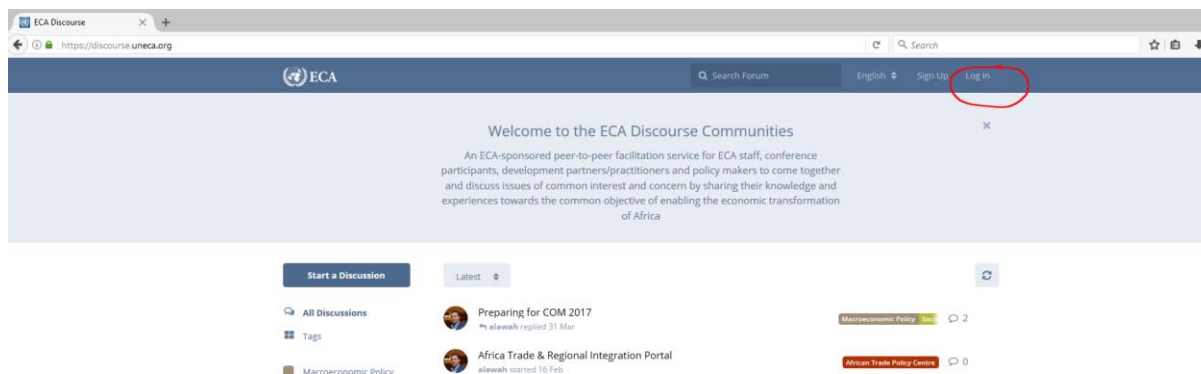 ECA Discourse
https://discourse.uneca.org
Search
ECA
Search Forum
English
Sign Up
Log In
Welcome to the ECA Discourse Communities
An ECA-sponsored peer-to-peer facilitation service for ECA staff, conference
participants, development partners/practitioners and policy makers to come together
and discuss issues of common interest and concern by sharing their knowledge and
experiences towards the common objective of enabling the economic transformation
of Africa
Start a Discussion
Latest
All Discussions
Tags
Macroeconomic Policy
Preparing for COM 2017
alawah replied 31 Mar
Macroeconomic Policy
2
Africa Trade & Regional Integration Portal
alawah started 16 Feb
African Trade Policy Centre
0